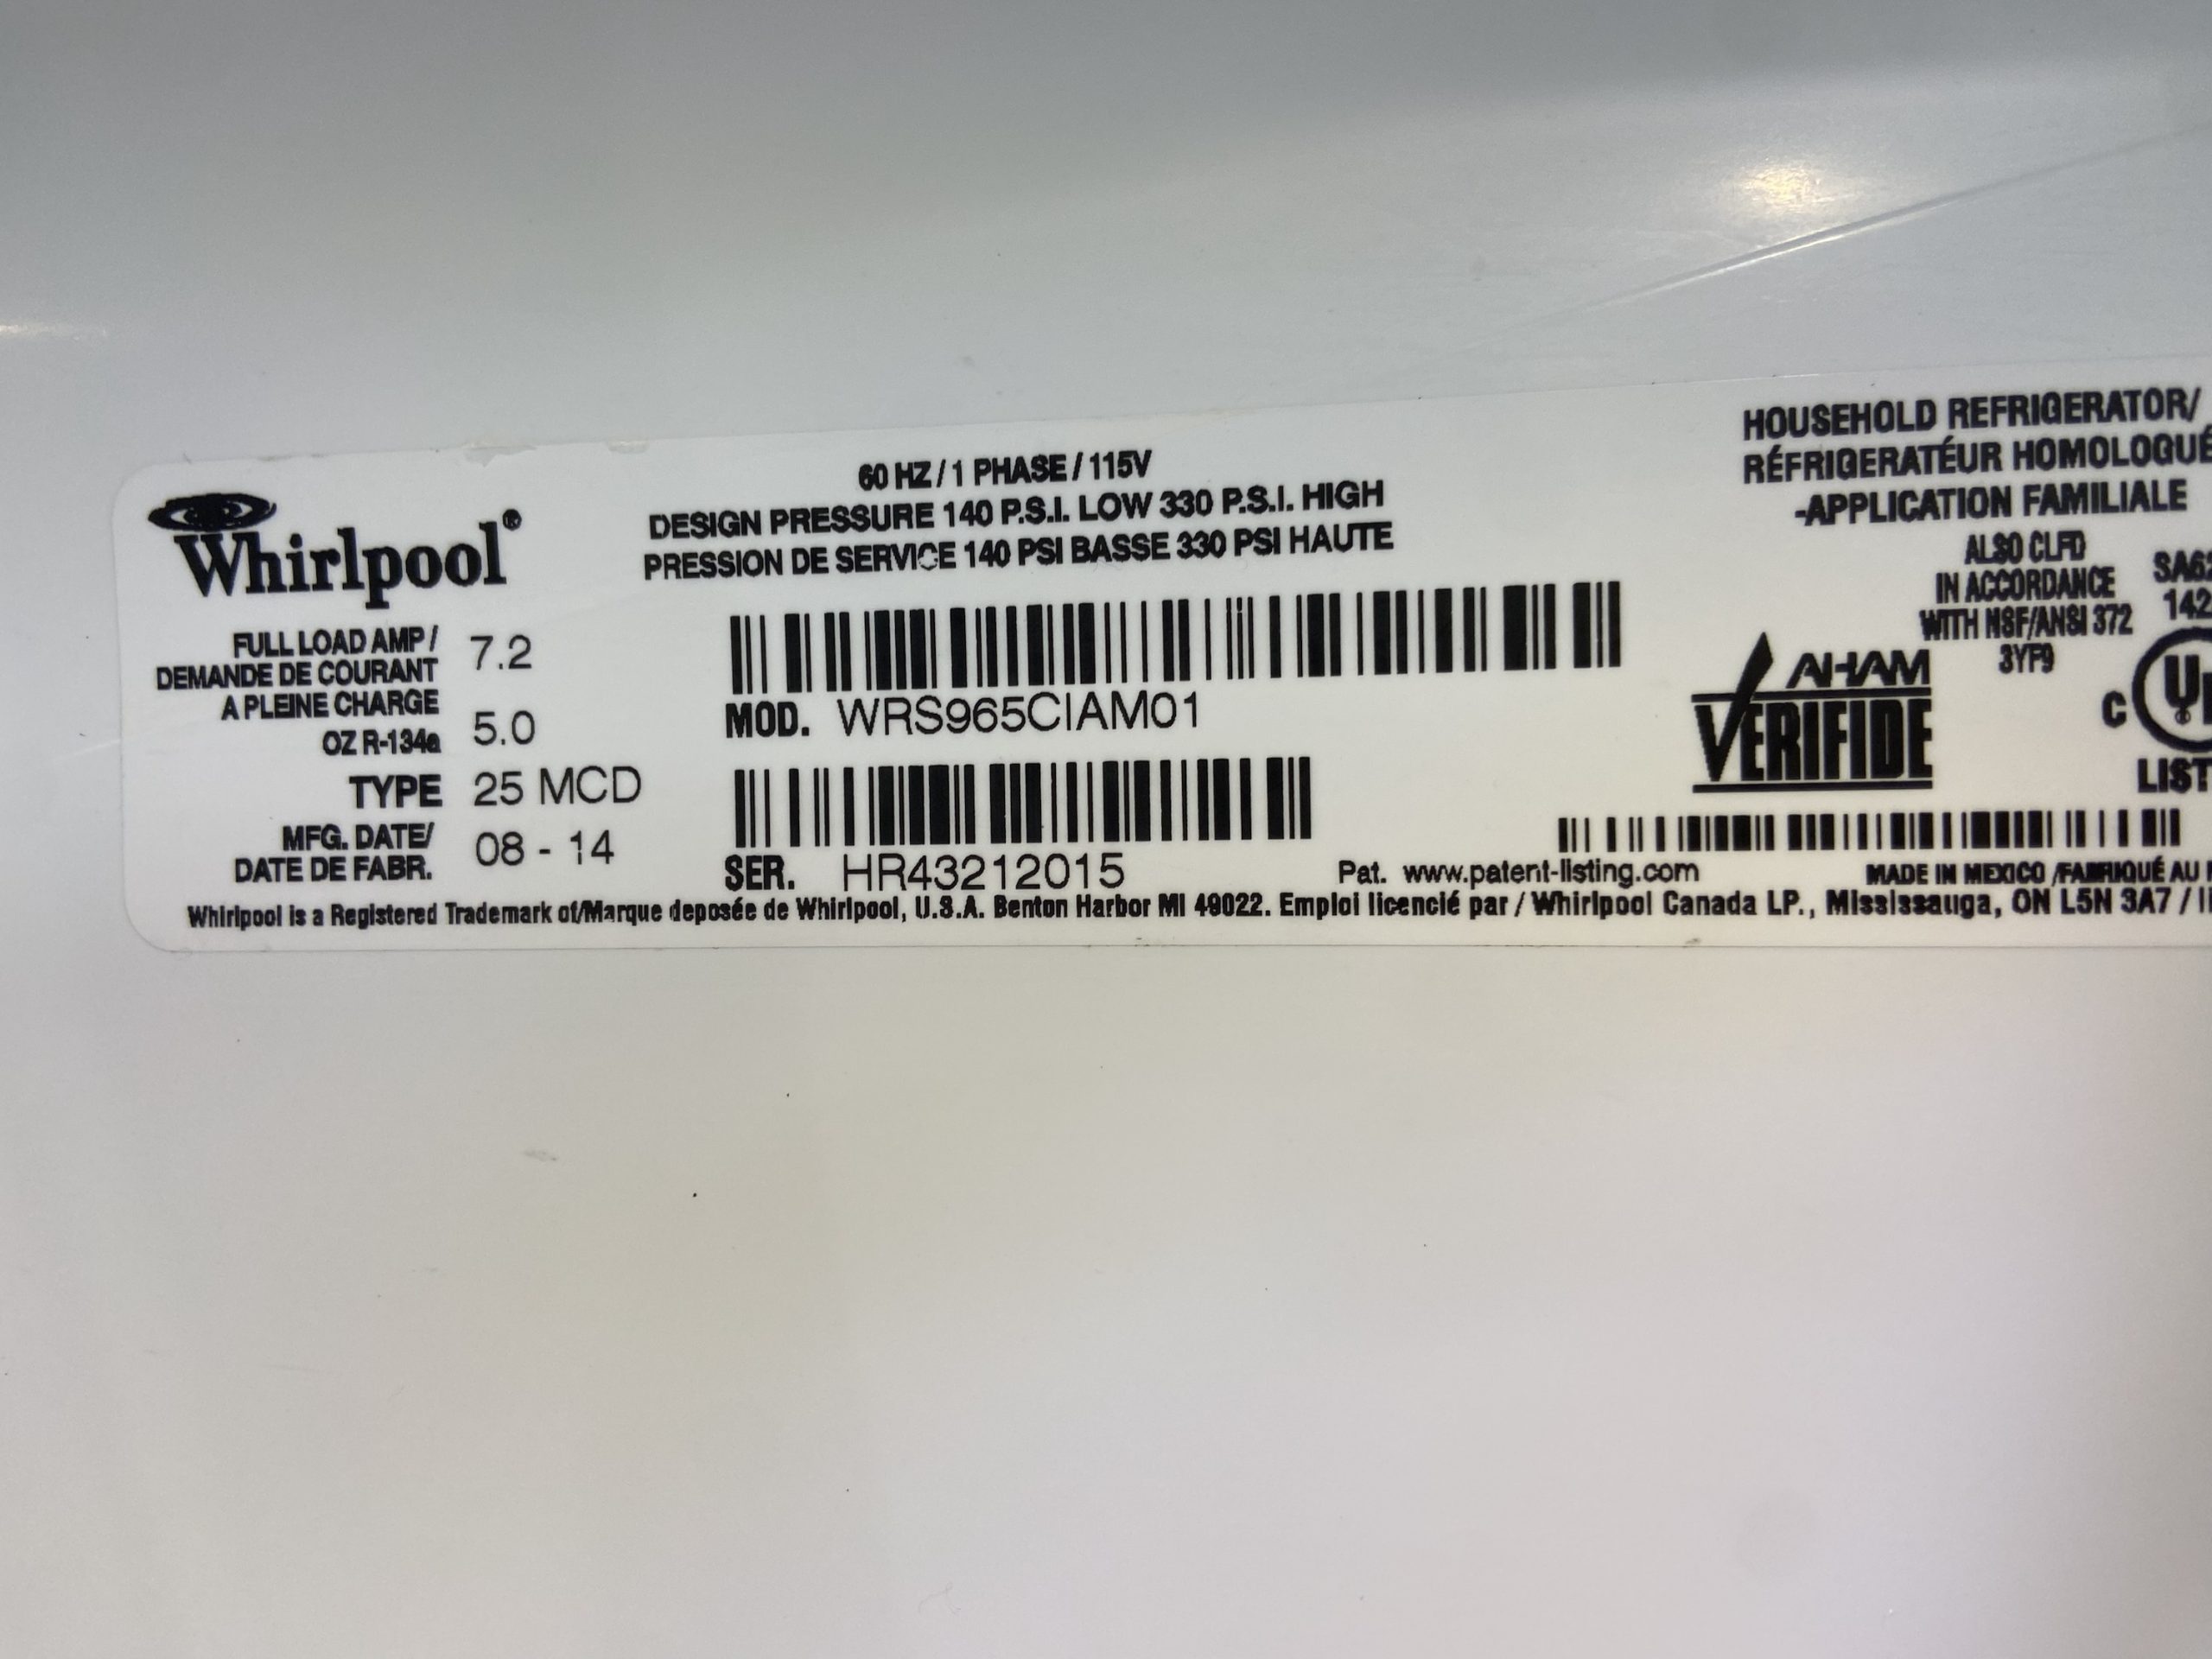 60 HZ / 1 PHASE / 115V
DESIGN PRESSURE 140 P.S.I. LOW 330 P.S.I. HIGH
PRESSION DE SERVICE 140 PSI BASSE 330 PSI HAUTE
Whirlpool®
FULL LOAD AMP / 7.2
DEMANDE DE COURANT
A PLEINE CHARGE
OZ R-134a 5.0
TYPE 25 MCD
MFG. DATE/ 08 - 14
DATE DE FABR.
MOD. WRS965CIAM01
SER. HR43212015
HOUSEHOLD REFRIGERATOR/
RÉFRIGERATÉUR HOMOLOGUÉ
-APPLICATION FAMILIALE
ALSO CLFD
IN ACCORDANCE
WITH NSF/ANSI 372
3YF9
AHAM
VERIFIDE
C UL
Pat. www.patent-listing.com
MADE IN MEXICO /FABRIQUÉ AU
Whirlpool is a Registered Trademark of/Marque deposée de Whirlpool, U.S.A. Benton Harbor MI 49022. Emploi licencié par / Whirlpool Canada LP., Mississauga, ON L5N 3A7 /